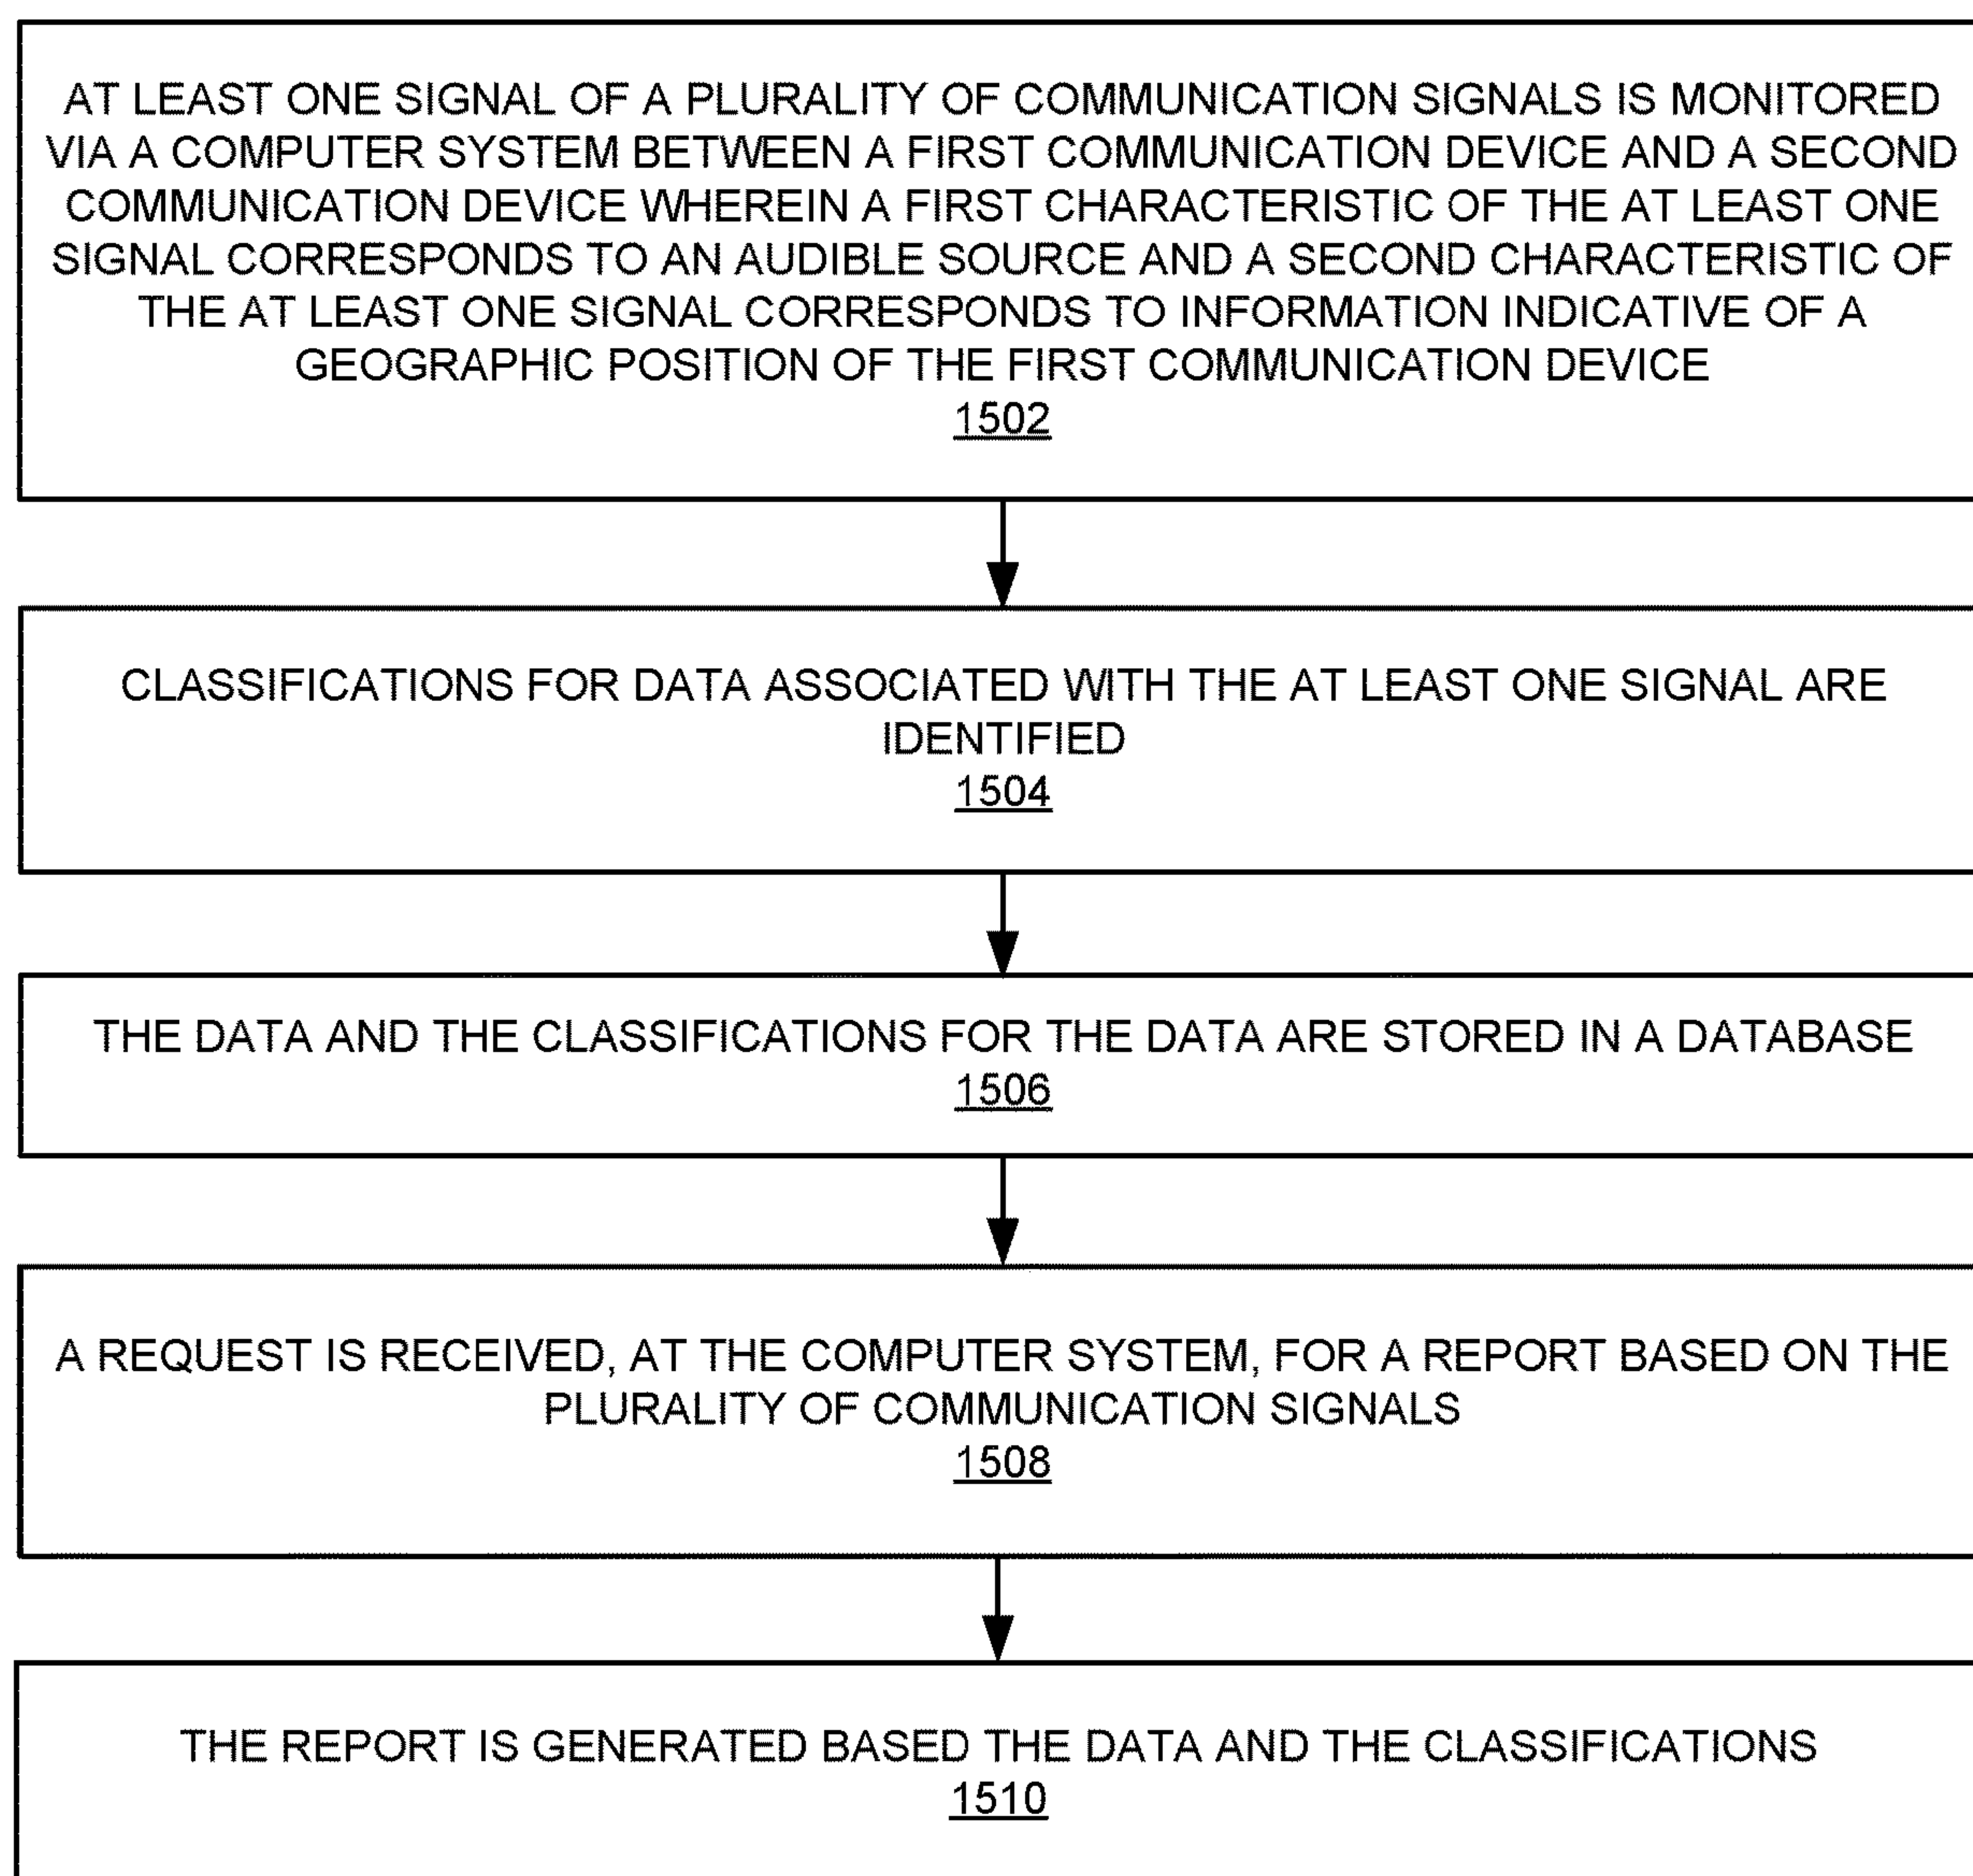 AT LEAST ONE SIGNAL OF A PLURALITY OF COMMUNICATION SIGNALS IS MONITORED
VIA A COMPUTER SYSTEM BETWEEN A FIRST COMMUNICATION DEVICE AND A SECOND
COMMUNICATION DEVICE WHEREIN A FIRST CHARACTERISTIC OF THE AT LEAST ONE
SIGNAL CORRESPONDS TO AN AUDIBLE SOURCE AND A SECOND CHARACTERISTIC OF
THE AT LEAST ONE SIGNAL CORRESPONDS TO INFORMATION INDICATIVE OF A
GEOGRAPHIC POSITION OF THE FIRST COMMUNICATION DEVICE
1502
CLASSIFICATIONS FOR DATA ASSOCIATED WITH THE AT LEAST ONE SIGNAL ARE
IDENTIFIED
1504
THE DATA AND THE CLASSIFICATIONS FOR THE DATA ARE STORED IN A DATABASE
1506
A REQUEST IS RECEIVED, AT THE COMPUTER SYSTEM, FOR A REPORT BASED ON THE
PLURALITY OF COMMUNICATION SIGNALS
1508
THE REPORT IS GENERATED BASED THE DATA AND THE CLASSIFICATIONS
1510